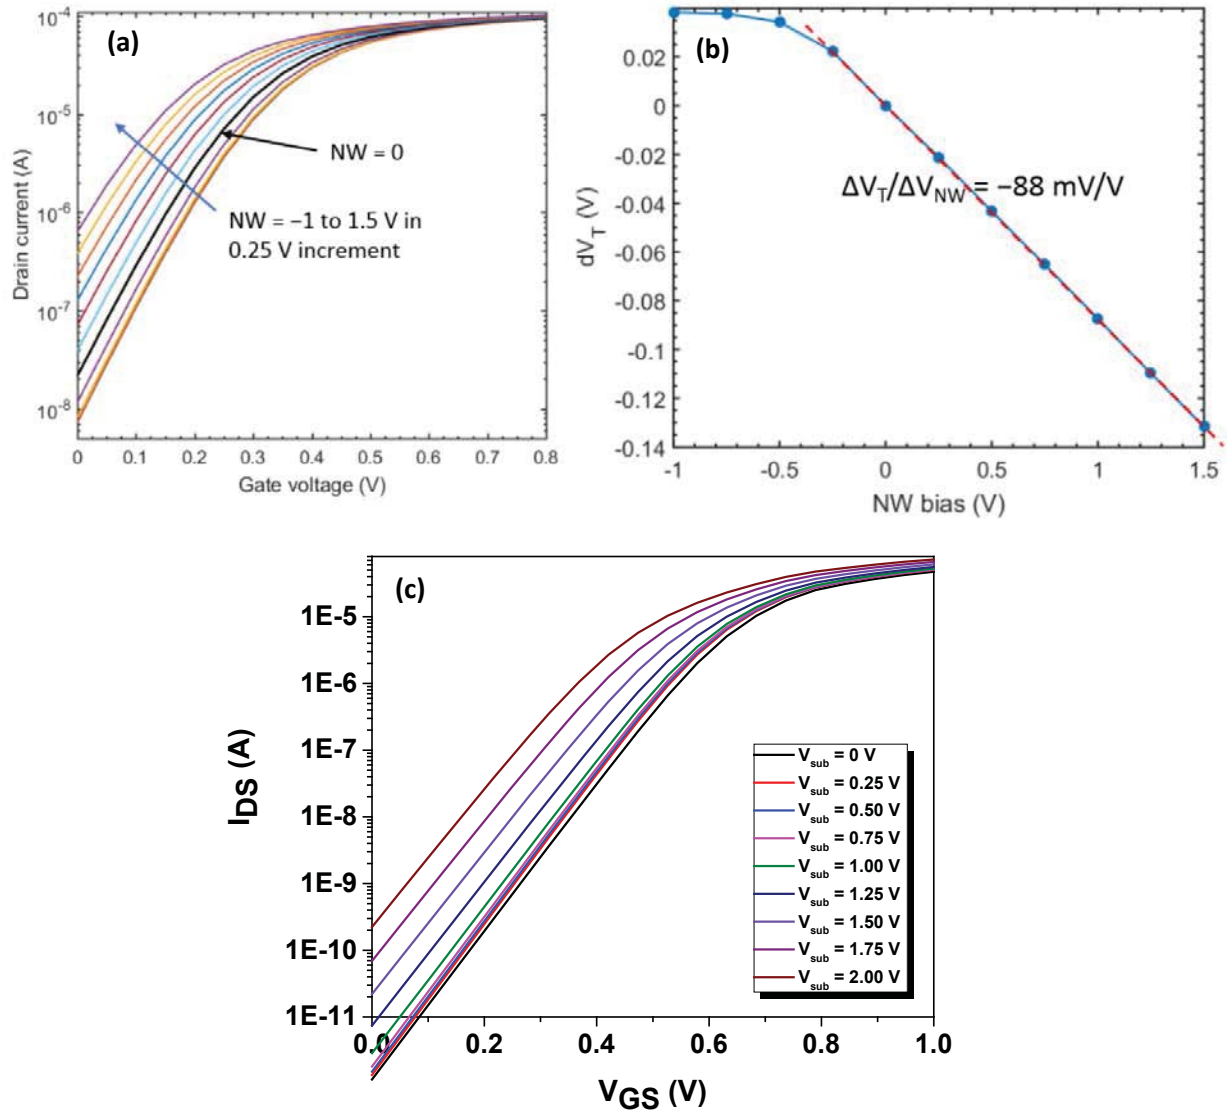 (a)
10⁻⁴
10⁻⁵
10⁻⁶
10⁻⁷
10⁻⁸
Drain current (A)
NW = 0
NW = −1 to 1.5 V in
0.25 V increment
0 0.1 0.2 0.3 0.4 0.5 0.6 0.7 0.8
Gate voltage (V)
(b)
0.02
0
-0.02
-0.04
-0.06
-0.08
-0.1
-0.12
-0.14
dV_T (V)
ΔV_T/ΔV_NW = −88 mV/V
-1 -0.5 0 0.5 1 1.5
NW bias (V)
(c)
1E-5
1E-6
1E-7
1E-8
1E-9
1E-10
1E-11
I_DS (A)
V_sub = 0 V
V_sub = 0.25 V
V_sub = 0.50 V
V_sub = 0.75 V
V_sub = 1.00 V
V_sub = 1.25 V
V_sub = 1.50 V
V_sub = 1.75 V
V_sub = 2.00 V
0.0 0.2 0.4 0.6 0.8 1.0
V_GS (V)